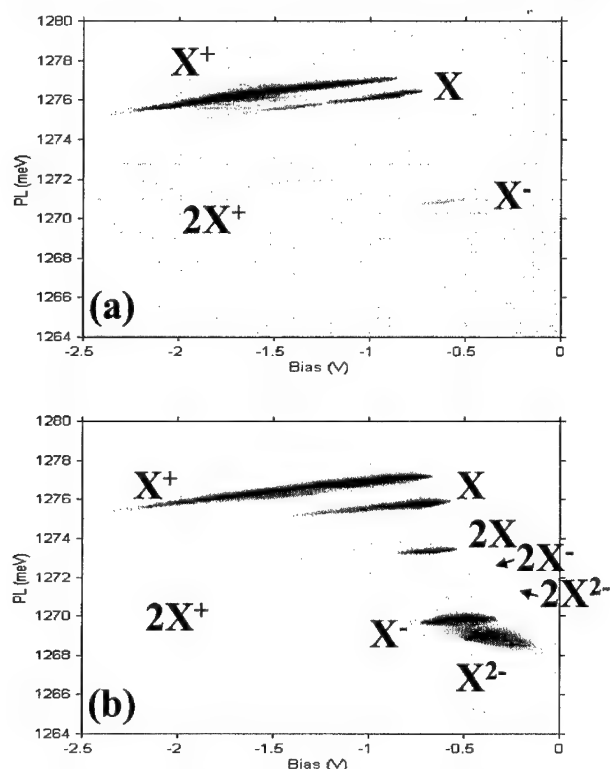 1280
1278
1276
1274
1272
1270
1268
1266
1264
PL (meV)
X⁺
X
X⁻
2X⁺
(a)
-2.5 -2 -1.5 -1 -0.5 0
Bias (V)
1280
1278
1276
1274
1272
1270
1268
1266
1264
PL (meV)
X⁺
X
2X
2X⁻
2X²⁻
2X⁺
X⁻
X²⁻
(b)
-2.5 -2 -1.5 -1 -0.5 0
Bias (V)